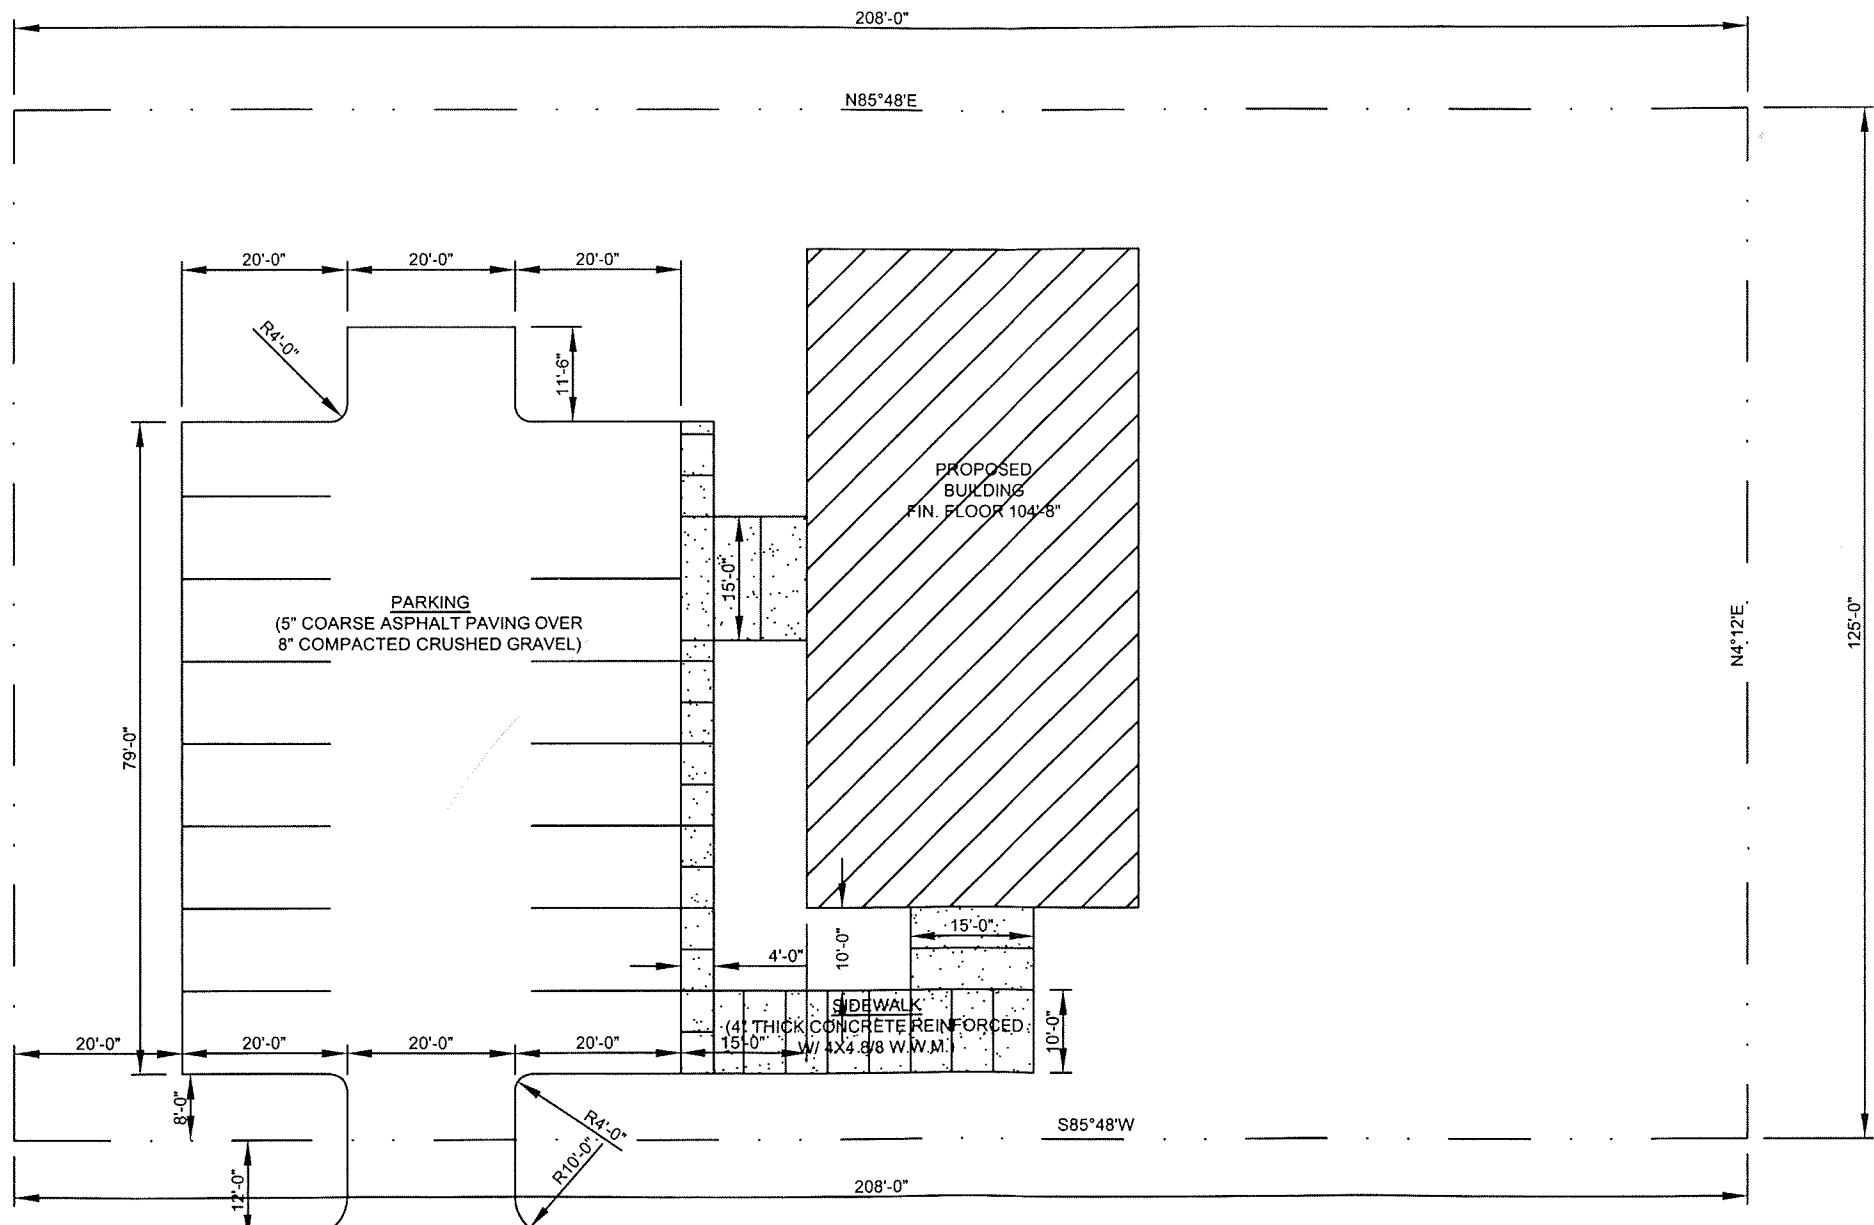 208'-0"
N85°48'E
20'-0"
20'-0"
20'-0"
R4'-0"
11'-6"
PROPOSED
BUILDING
FIN. FLOOR 104'-8"
15'-0"
PARKING
(5" COARSE ASPHALT PAVING OVER
8" COMPACTED CRUSHED GRAVEL)
N4°12'E
125'-0"
79'-0"
15'-0"
4'-0"
10'-0"
SIDEWALK
(4" THICK CONCRETE REINFORCED
W/ 4X4 8/8 W.W.M.)
10'-0"
20'-0"
20'-0"
20'-0"
20'-0"
15'-0"
8'-0"
R4'-0"
R10'-0"
S85°48'W
12'-0"
208'-0"